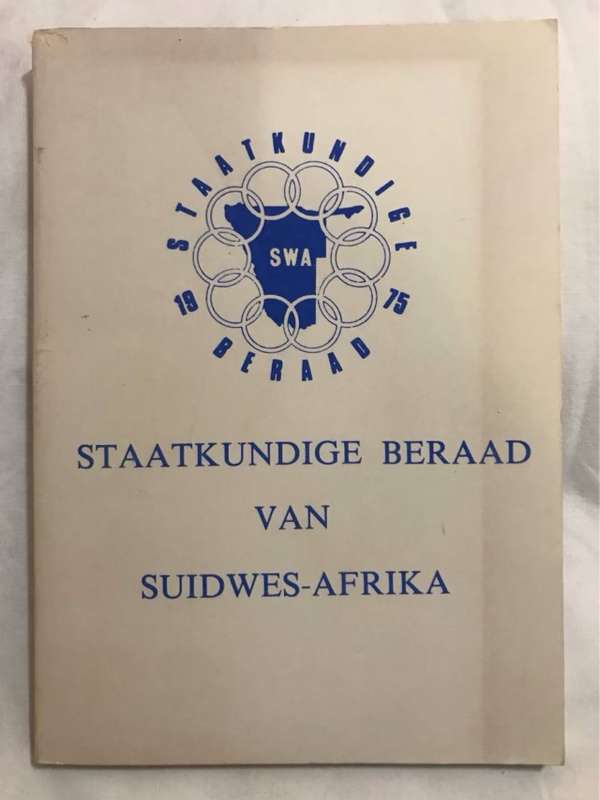 STAATKUNDIGE
SWA
19 75
BERAAD
STAATKUNDIGE BERAAD
VAN
SUIDWES-AFRIKA